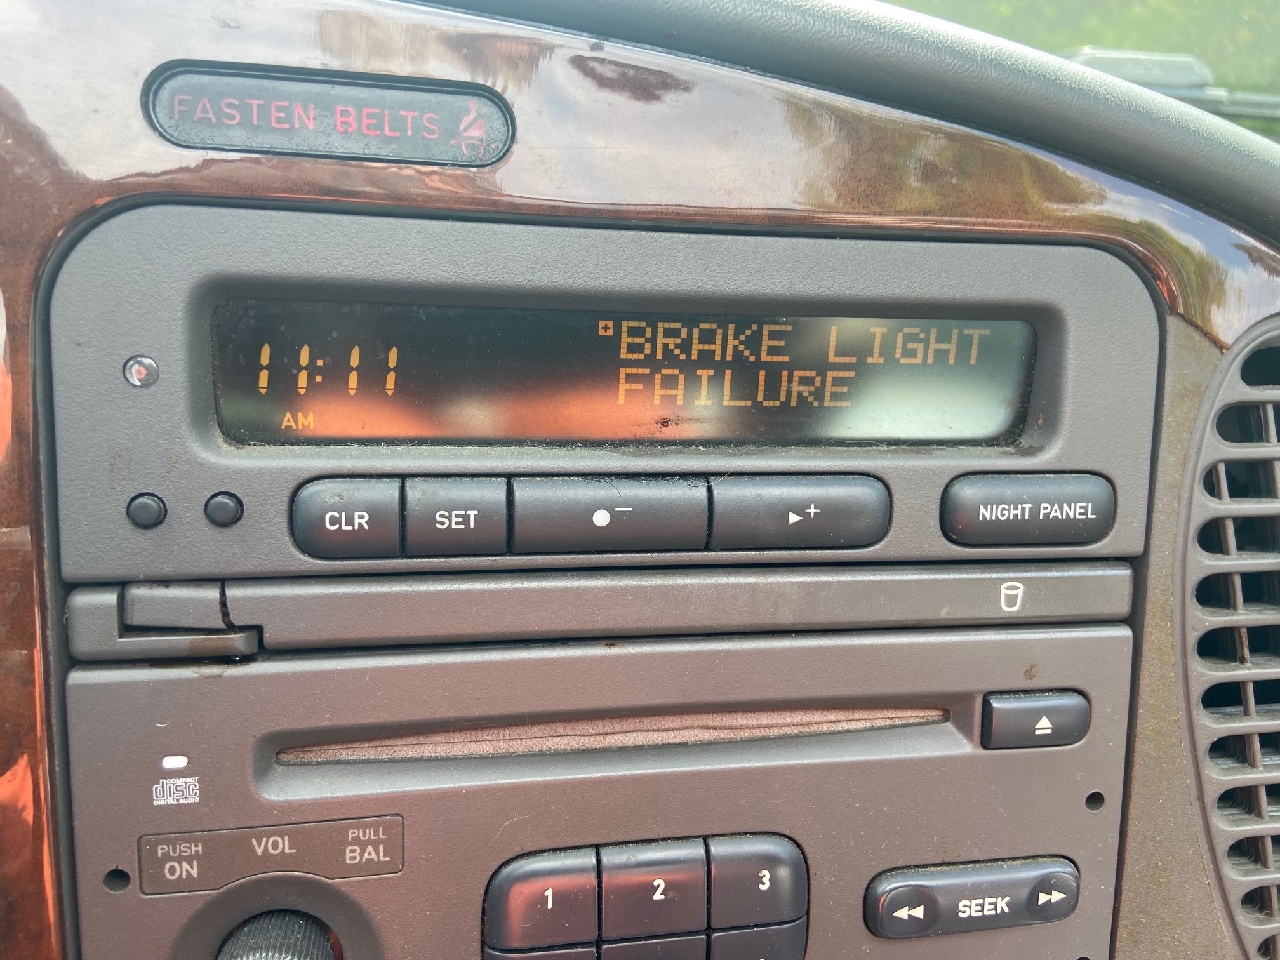 FASTEN BELTS
11:11
AM
BRAKE LIGHT
FAILURE
CLR
SET
NIGHT PANEL
COMPACT
disc
DIGITAL AUDIO
PUSH
ON
VOL
PULL
BAL
1
2
3
SEEK